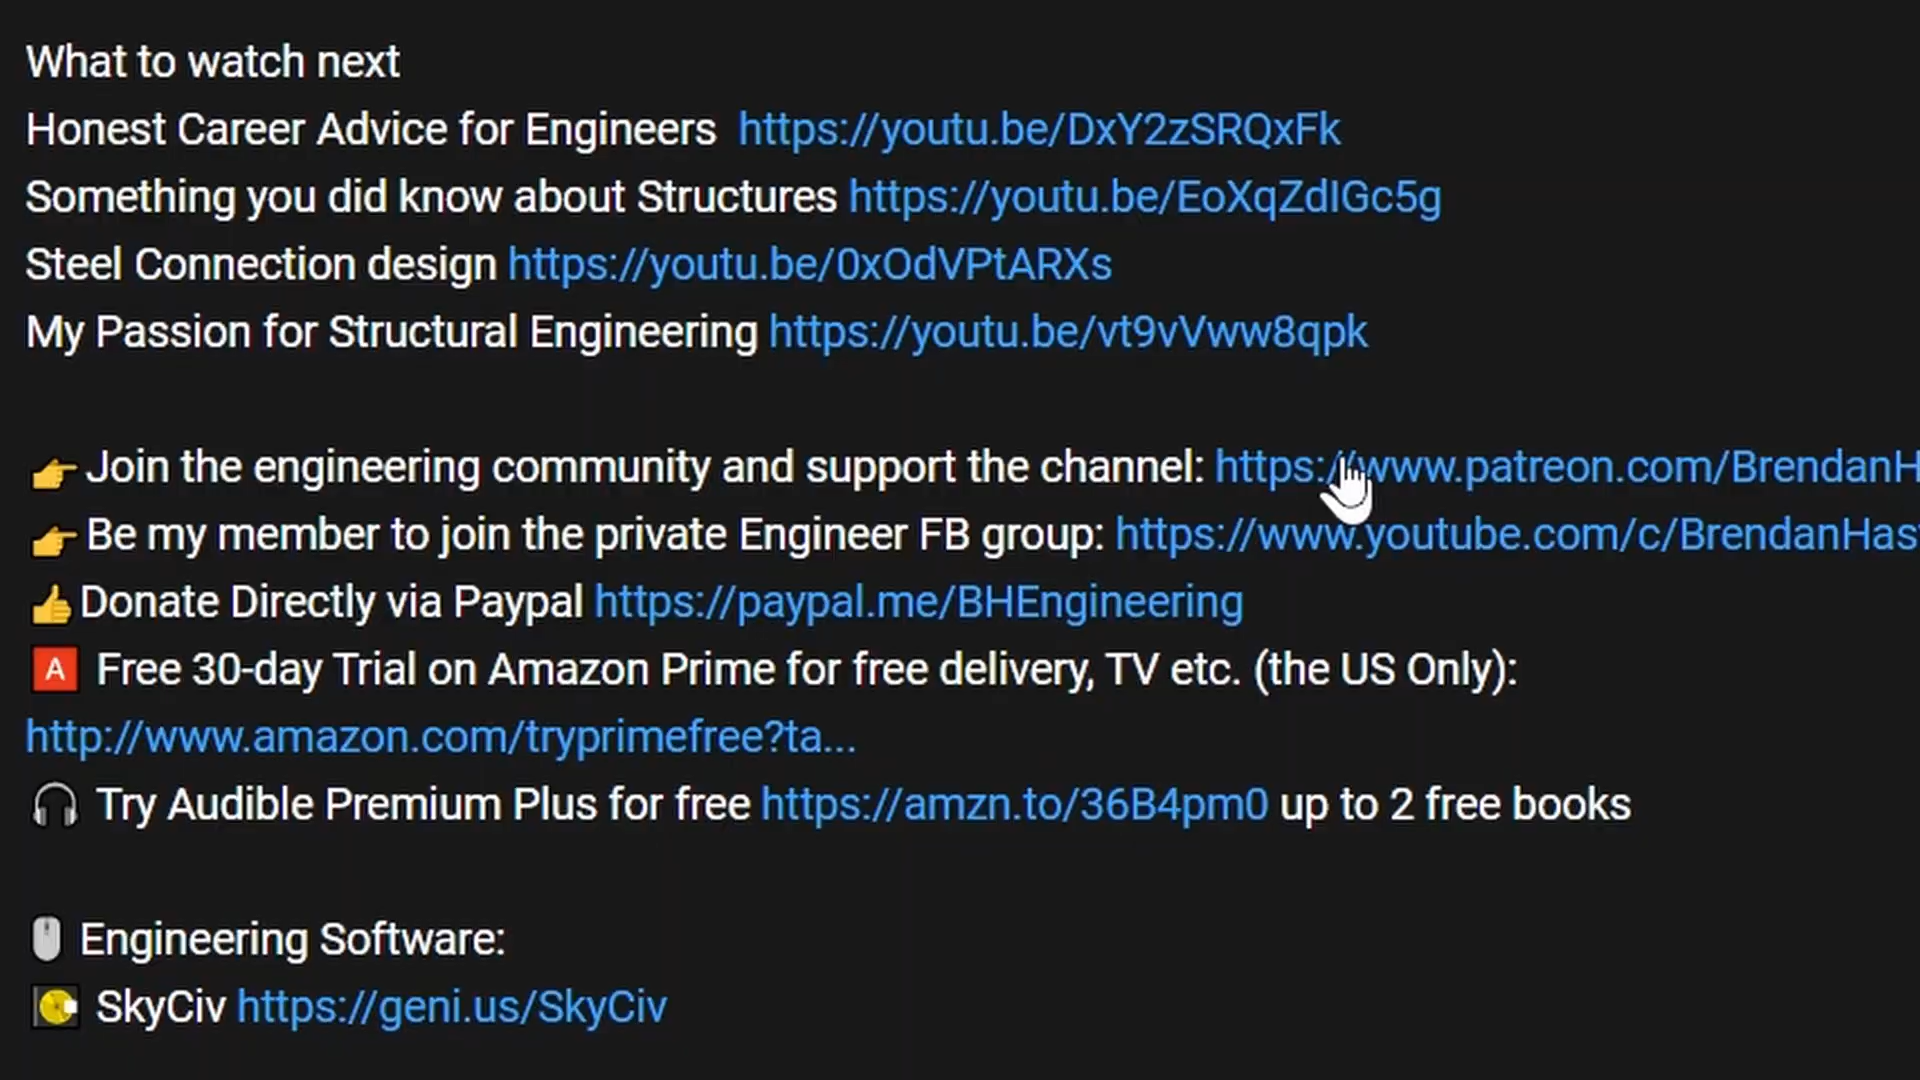 What to watch next
Honest Career Advice for Engineers https://youtu.be/DxY2zSRQxFk
Something you did know about Structures https://youtu.be/EoXqZdIGc5g
Steel Connection design https://youtu.be/0xOdVPtARXs
My Passion for Structural Engineering https://youtu.be/vt9vVww8qpk
👉Join the engineering community and support the channel: https://www.patreon.com/BrendanH
👉Be my member to join the private Engineer FB group: https://www.youtube.com/c/BrendanHas
👍Donate Directly via Paypal https://paypal.me/BHEngineering
🅰 Free 30-day Trial on Amazon Prime for free delivery, TV etc. (the US Only):
http://www.amazon.com/tryprimefree?ta...
🎧 Try Audible Premium Plus for free https://amzn.to/36B4pm0 up to 2 free books
🖱 Engineering Software:
💽 SkyCiv https://geni.us/SkyCiv